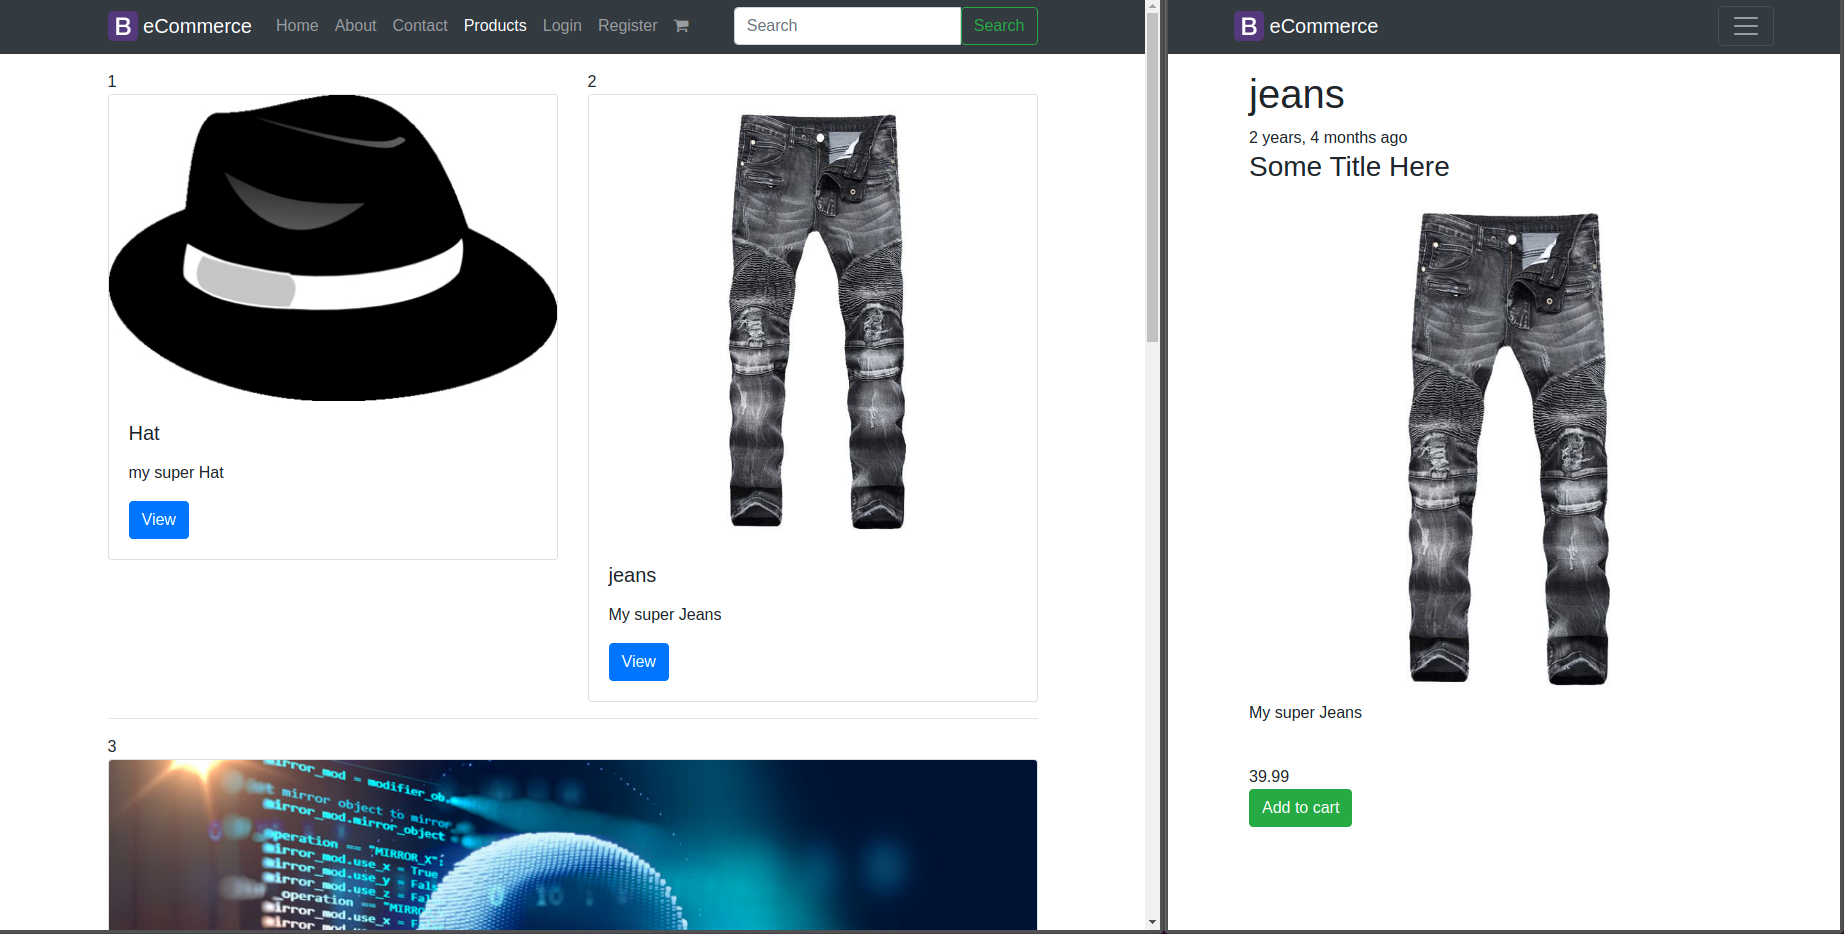 B eCommerce Home About Contact Products Login Register Search Search
1
2
Hat
my super Hat
View
jeans
My super Jeans
View
3
mirror_mod = modifier_ob.
mirror object to mirror
mirror_mod.mirror_object
operation == "MIRROR_X":
mirror_mod.use_x = True
mirror_mod.use_y = False
mirror_mod.use_z = False
_operation == "MIRROR
mirror_mod.use_x = F
B eCommerce
jeans
2 years, 4 months ago
Some Title Here
My super Jeans
39.99
Add to cart